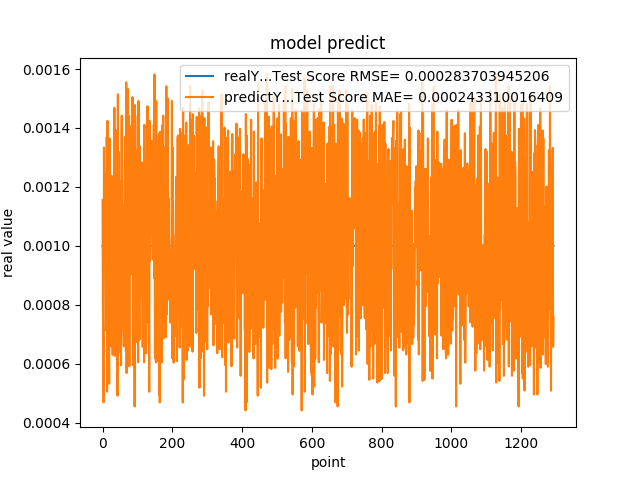 model predict
realY...Test Score RMSE= 0.000283703945206
predictY...Test Score MAE= 0.000243310016409
0.0016
0.0014
0.0012
0.0010
0.0008
0.0006
0.0004
real value
0 200 400 600 800 1000 1200
point